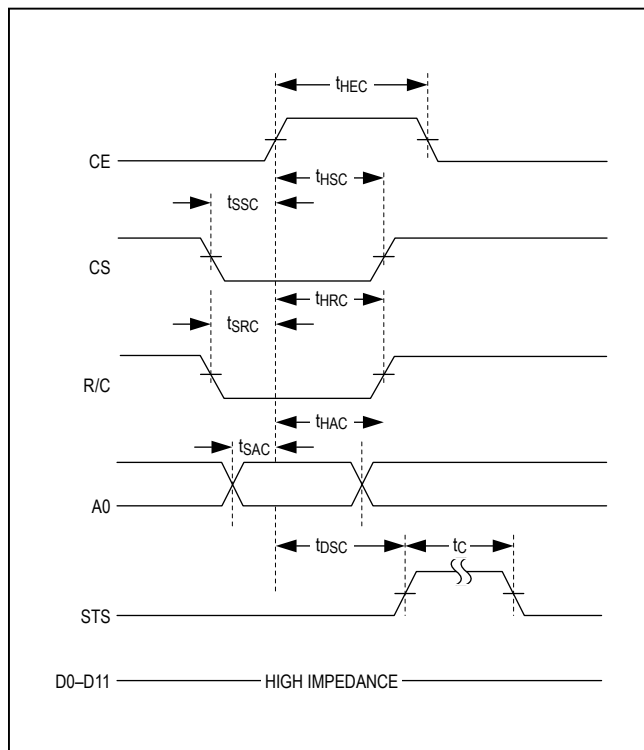 tHEC
CE
tHSC
tSSC
CS
tHRC
tSRC
R/C
tHAC
tSAC
A0
tDSC
tC
STS
D0–D11
HIGH IMPEDANCE